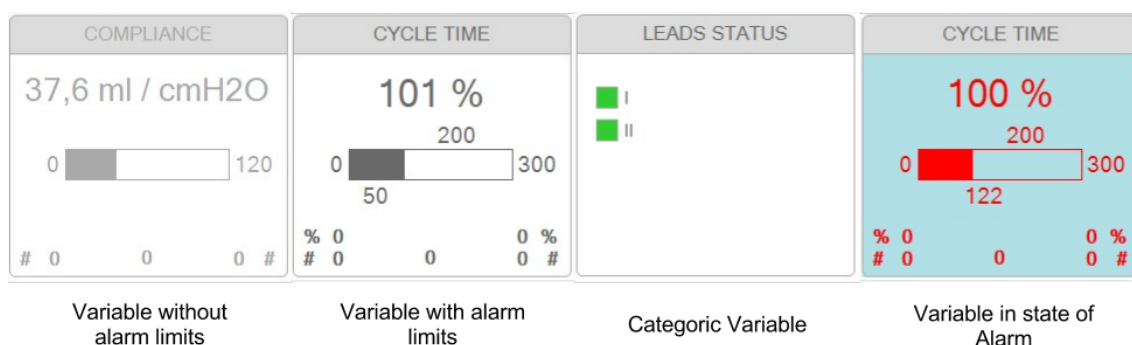 COMPLIANCE
37,6 ml / cmH2O
0 120
# 0 0 0 #
CYCLE TIME
101 %
200
0 300
50
% 0 0 %
# 0 0 0 #
LEADS STATUS
I
II
CYCLE TIME
100 %
200
0 300
122
% 0 0 %
# 0 0 0 #
Variable without
alarm limits
Variable with alarm
limits
Categoric Variable
Variable in state of
Alarm